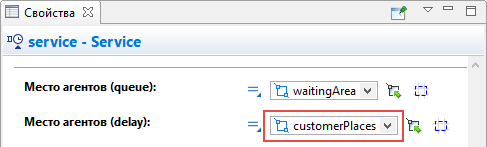 Свойства
service - Service
Место агентов (queue):
waitingArea
Место агентов (delay):
customerPlaces